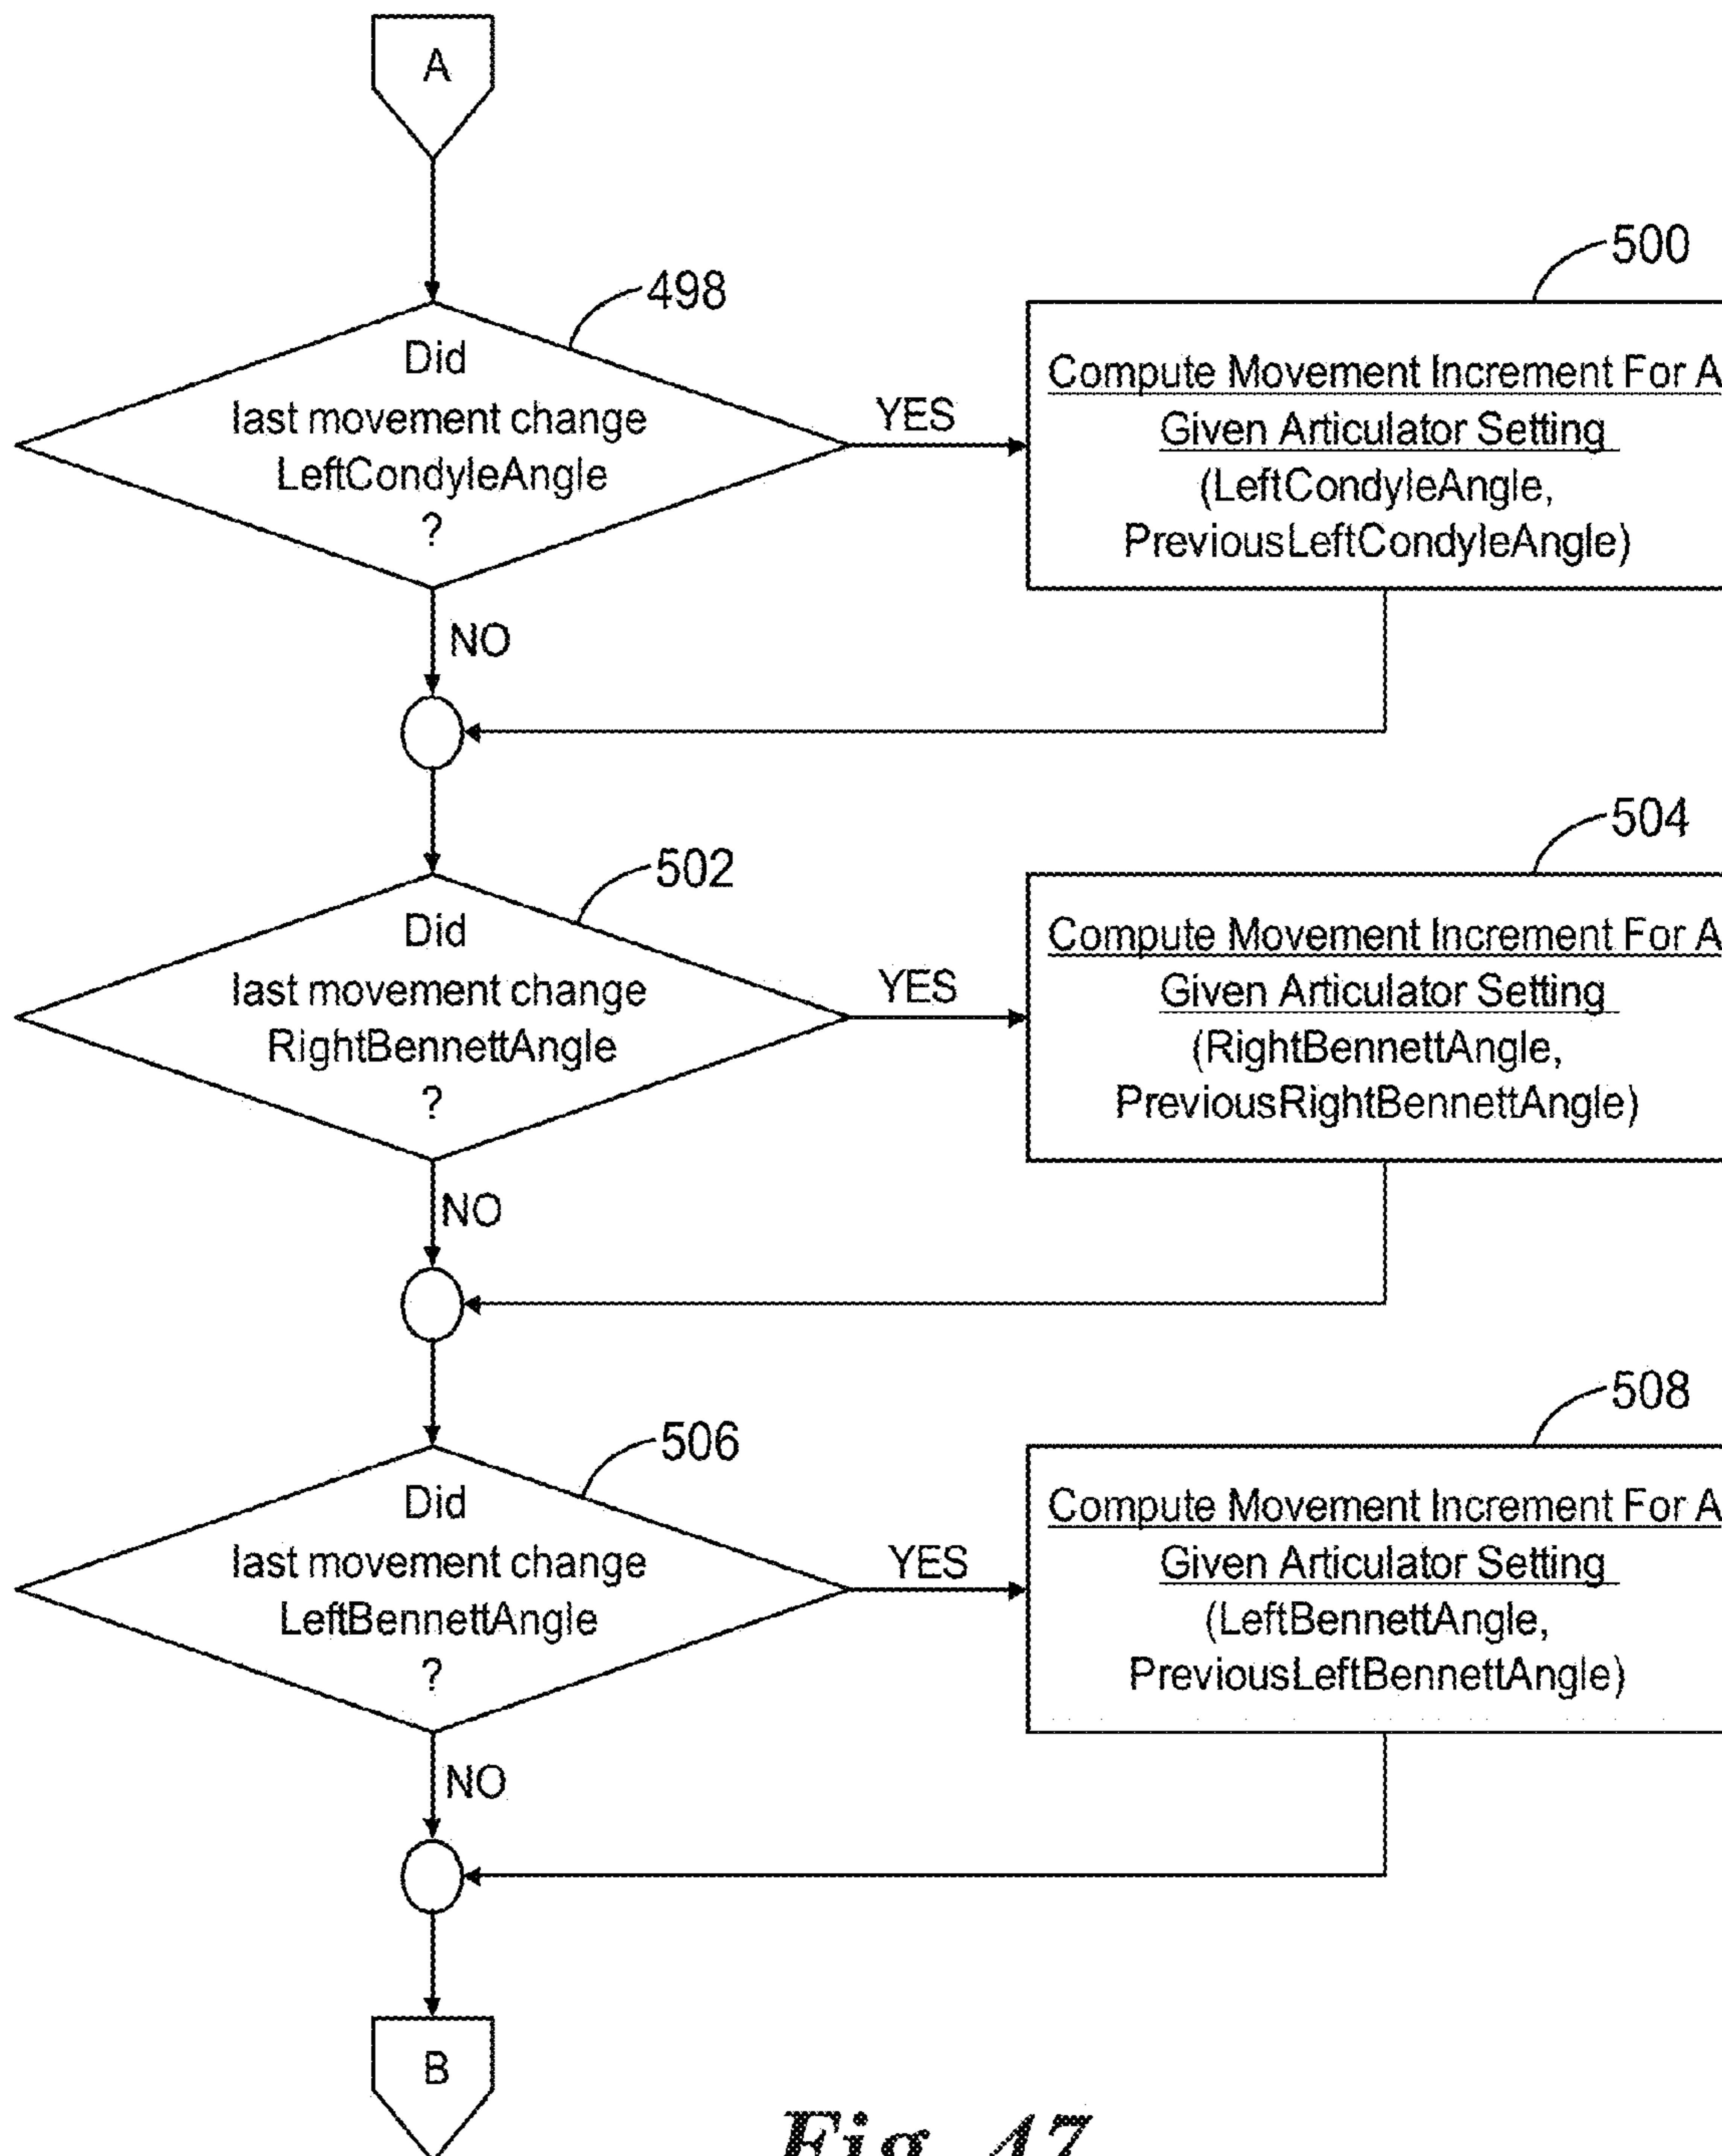 A
498
Did
last movement change
LeftCondyleAngle
?
YES
NO
500
Compute Movement Increment For A
Given Articulator Setting
(LeftCondyleAngle,
PreviousLeftCondyleAngle)
502
Did
last movement change
RightBennettAngle
?
YES
NO
504
Compute Movement Increment For A
Given Articulator Setting
(RightBennettAngle,
PreviousRightBennettAngle)
506
Did
last movement change
LeftBennettAngle
?
YES
NO
508
Compute Movement Increment For A
Given Articulator Setting
(LeftBennettAngle,
PreviousLeftBennettAngle)
B
Fig. 47